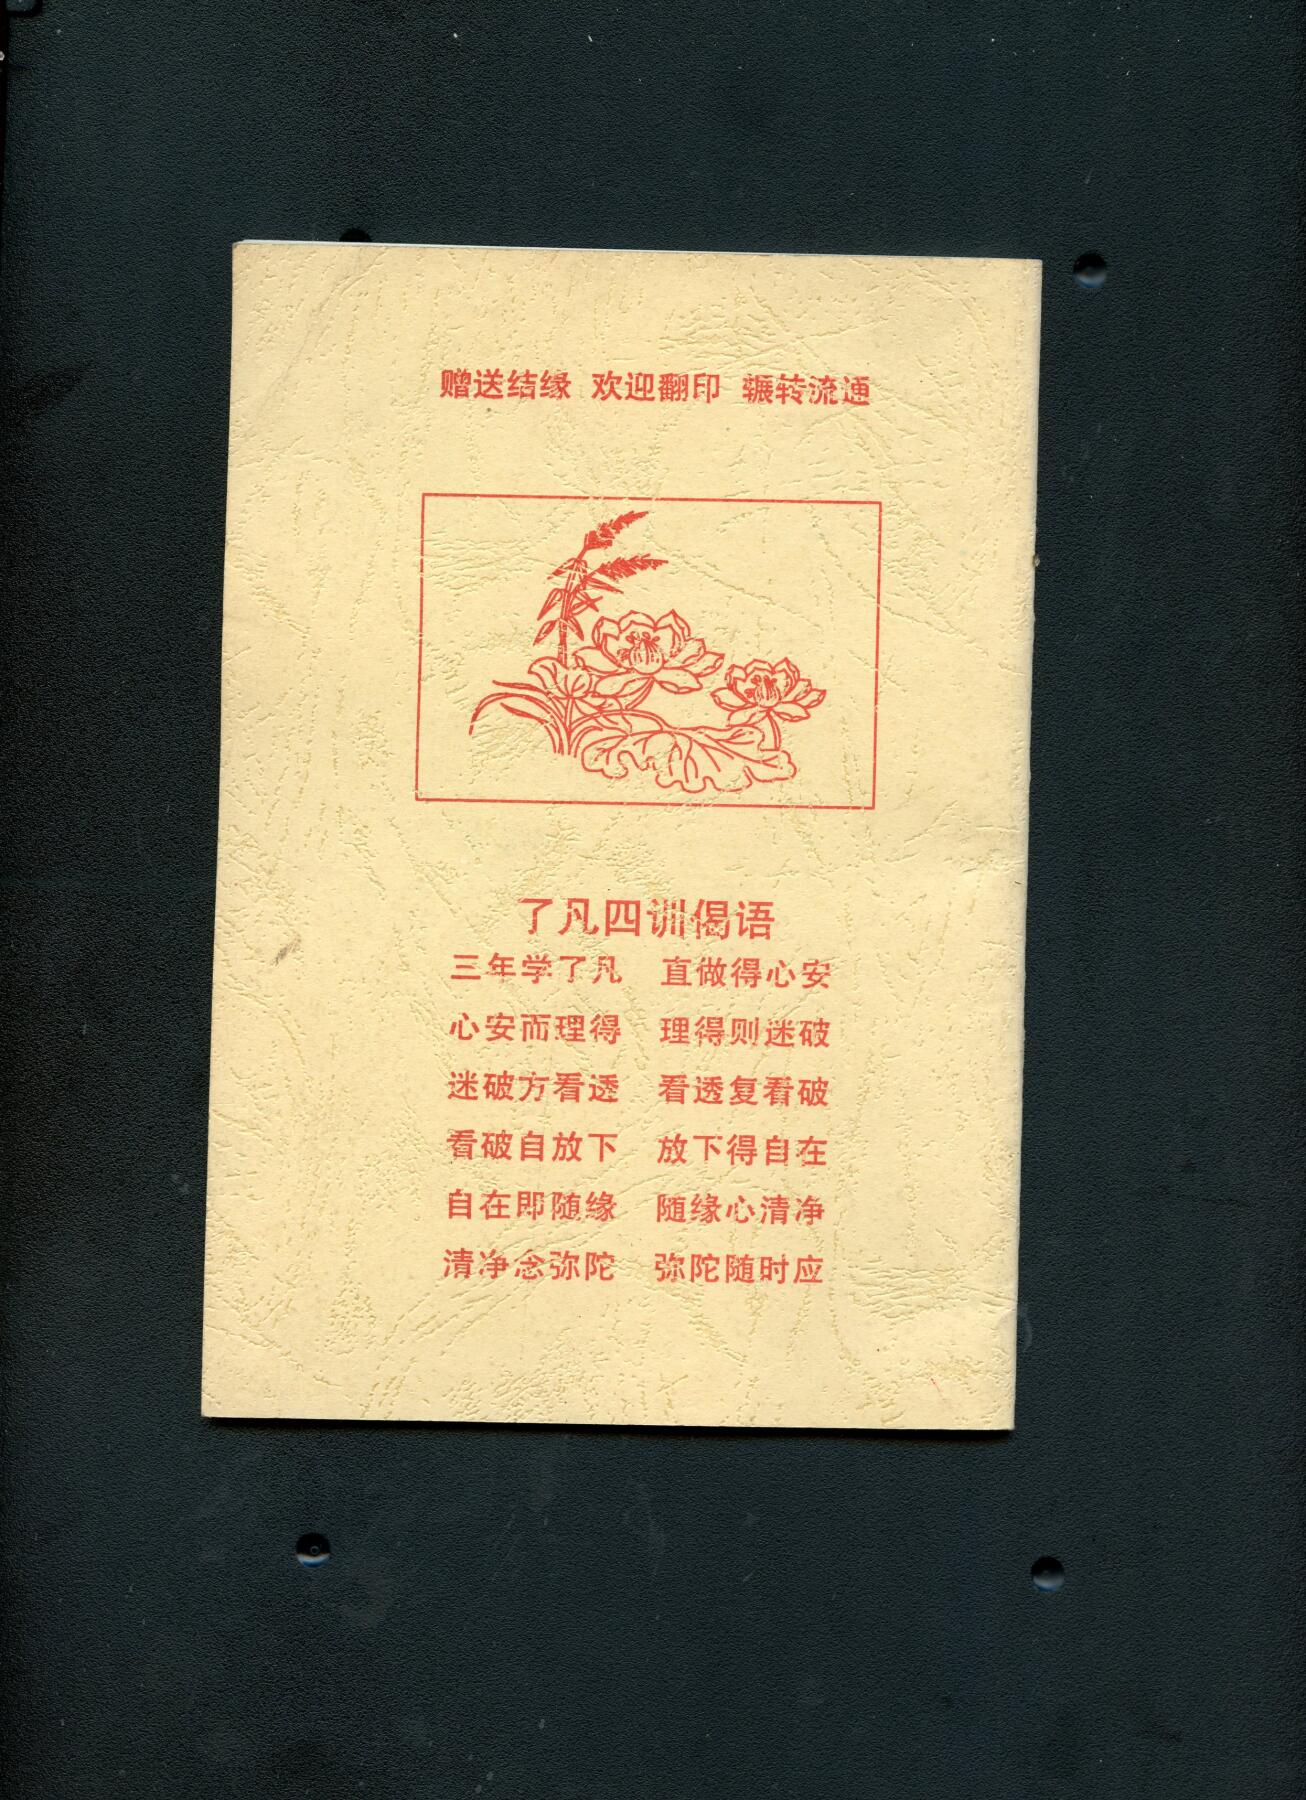 赠送结缘 欢迎翻印 辗转流通
了凡四训偈语
三年学了凡 直做得心安
心安而理得 理得则迷破
迷破方看透 看透复看破
看破自放下 放下得自在
自在即随缘 随缘心清净
清净念弥陀 弥陀随时应